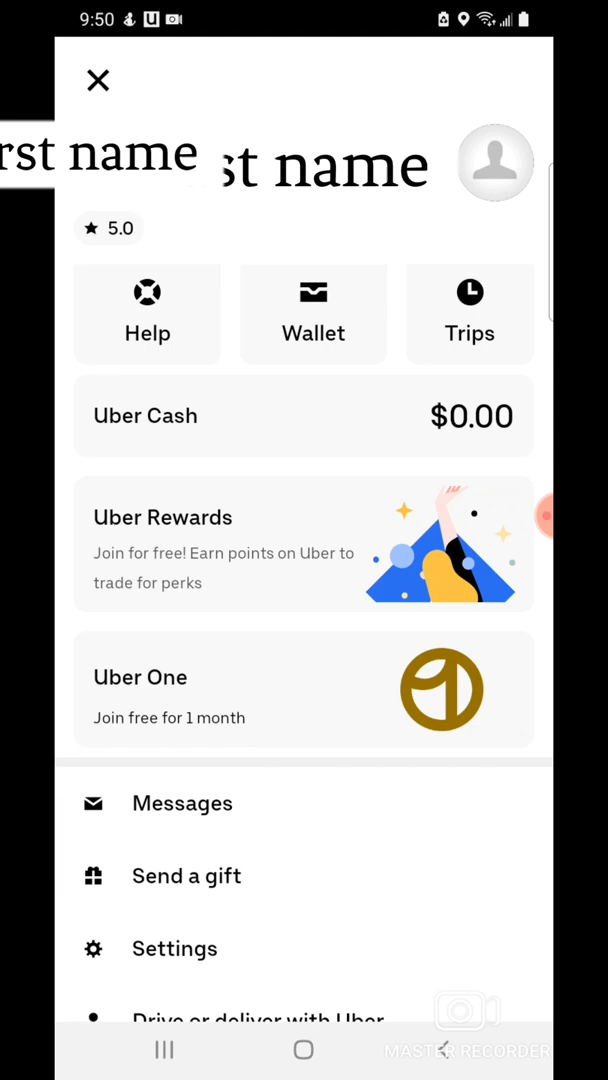 9:50
rst name
st name
5.0
Help
Wallet
Trips
Uber Cash
$0.00
Uber Rewards
Join for free! Earn points on Uber to
trade for perks
Uber One
Join free for 1 month
Messages
Send a gift
Settings
Drive or deliver with Uber
MASTER RECORDER